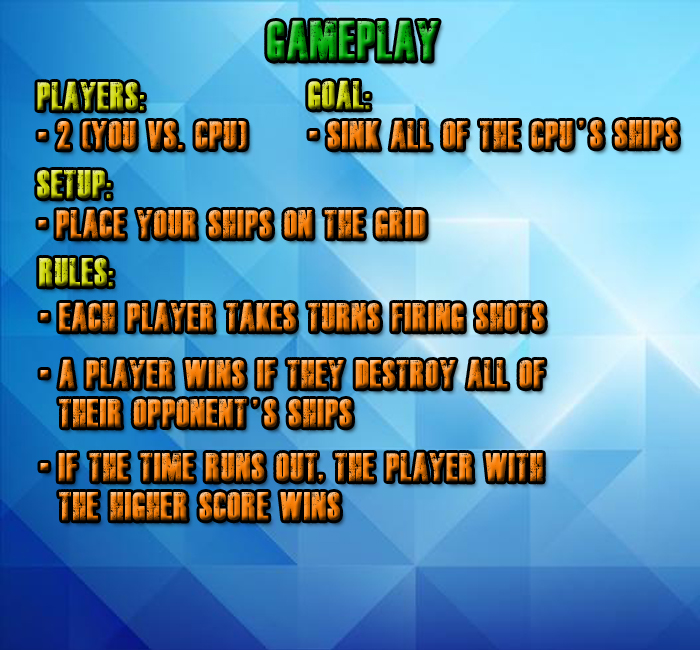 GAMEPLAY
PLAYERS:
- 2 (YOU VS. CPU)
GOAL:
- SINK ALL OF THE CPU'S SHIPS
SETUP:
- PLACE YOUR SHIPS ON THE GRID
RULES:
- EACH PLAYER TAKES TURNS FIRING SHOTS
- A PLAYER WINS IF THEY DESTROY ALL OF
THEIR OPPONENT'S SHIPS
- IF THE TIME RUNS OUT, THE PLAYER WITH
THE HIGHER SCORE WINS